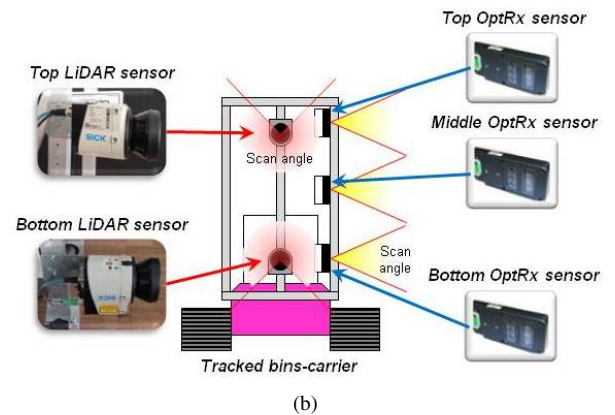 Top OptRx sensor
Top LiDAR sensor
SICK
Middle OptRx sensor
Scan angle
Bottom LiDAR sensor
SICK
Scan
angle
Bottom OptRx sensor
Tracked bins-carrier
(b)